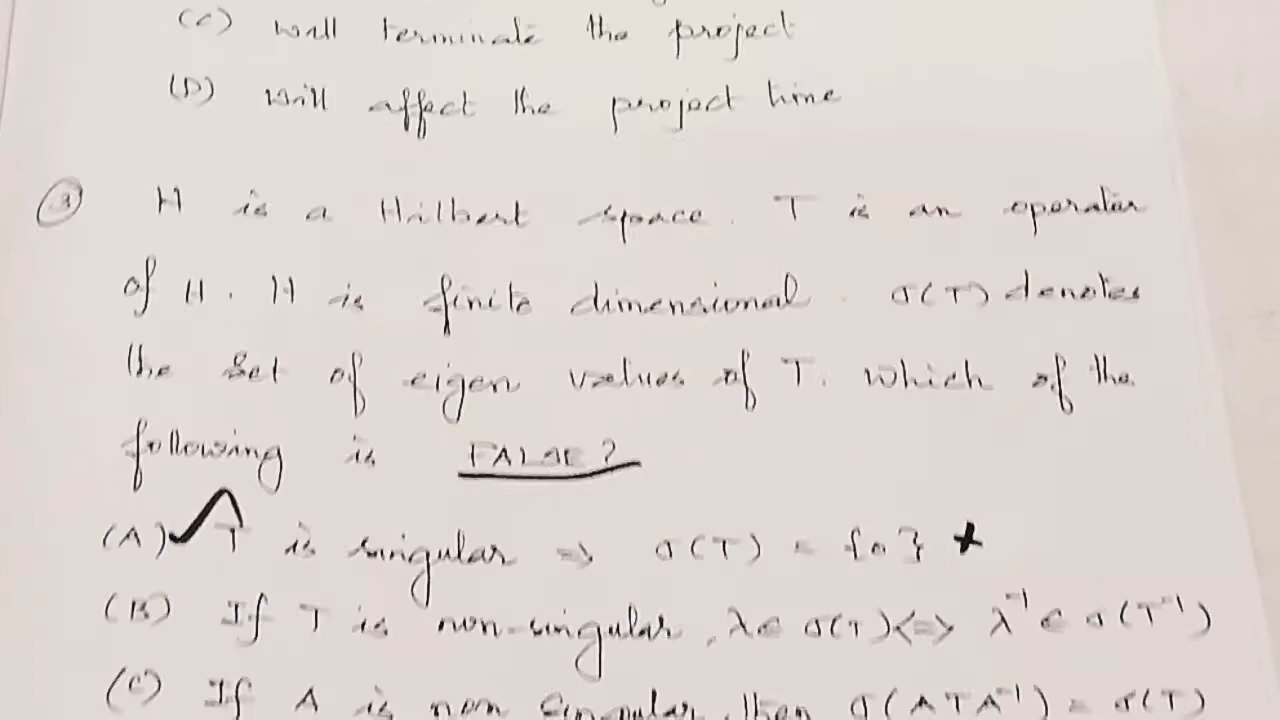 (C) will terminate the project
(D) will affect the project time
(3) H is a Hilbert space. T is an operator
of H. H is finite dimensional. σ(T) denotes
the set of eigen values of T. which of the
following is FALSE?
(A) T is singular => σ(T) = {0}
(B) If T is non-singular, λ ∈ σ(T) <=> λ⁻¹ ∈ σ(T⁻¹)
(C) If A is non singular, then σ(ATA⁻¹) = σ(T)